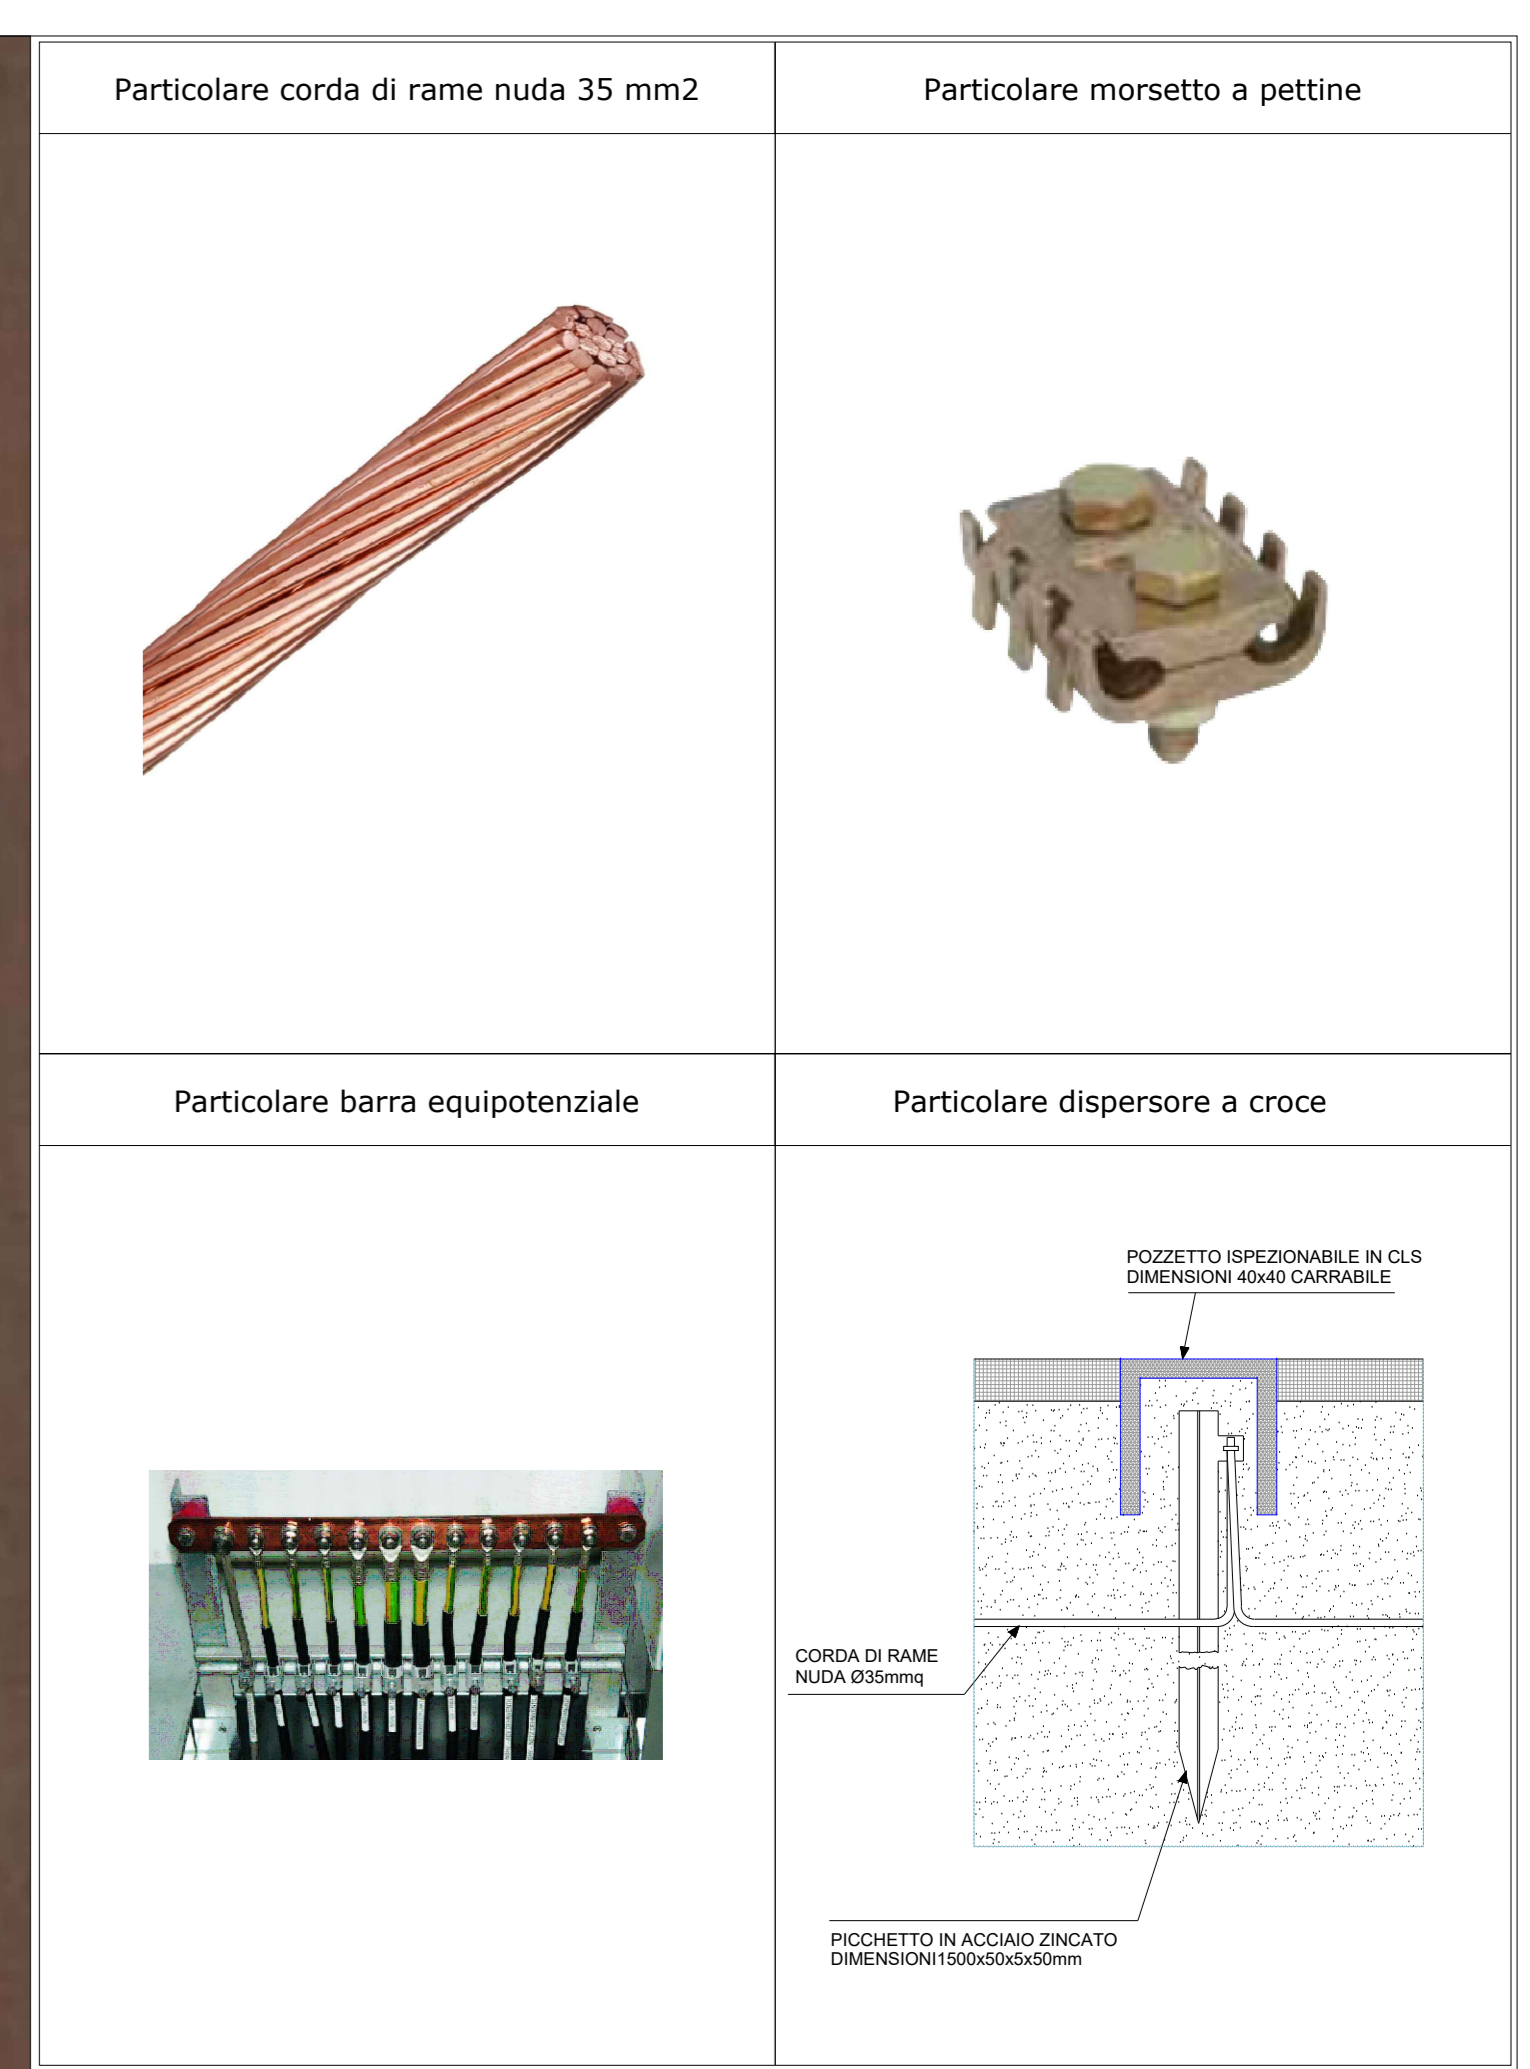 Particolare corda di rame nuda 35 mm2
Particolare morsetto a pettine
Particolare barra equipotenziale
Particolare dispersore a croce
POZZETTO ISPEZIONABILE IN CLS
DIMENSIONI 40x40 CARRABILE
CORDA DI RAME
NUDA Ø35mmq
PICCHETTO IN ACCIAIO ZINCATO
DIMENSIONI1500x50x5x50mm